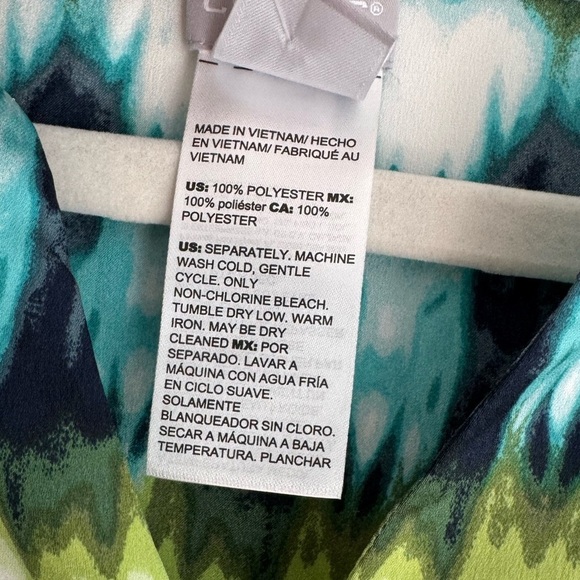 ®
MADE IN VIETNAM/ HECHO
EN VIETNAM/ FABRIQUÉ AU
VIETNAM
US: 100% POLYESTER MX:
100% poliéster CA: 100%
POLYESTER
US: SEPARATELY. MACHINE
WASH COLD, GENTLE
CYCLE. ONLY
NON-CHLORINE BLEACH.
TUMBLE DRY LOW. WARM
IRON. MAY BE DRY
CLEANED MX: POR
SEPARADO. LAVAR A
MÁQUINA CON AGUA FRÍA
EN CICLO SUAVE.
SOLAMENTE
BLANQUEADOR SIN CLORO.
SECAR A MÁQUINA A BAJA
TEMPERATURA. PLANCHAR